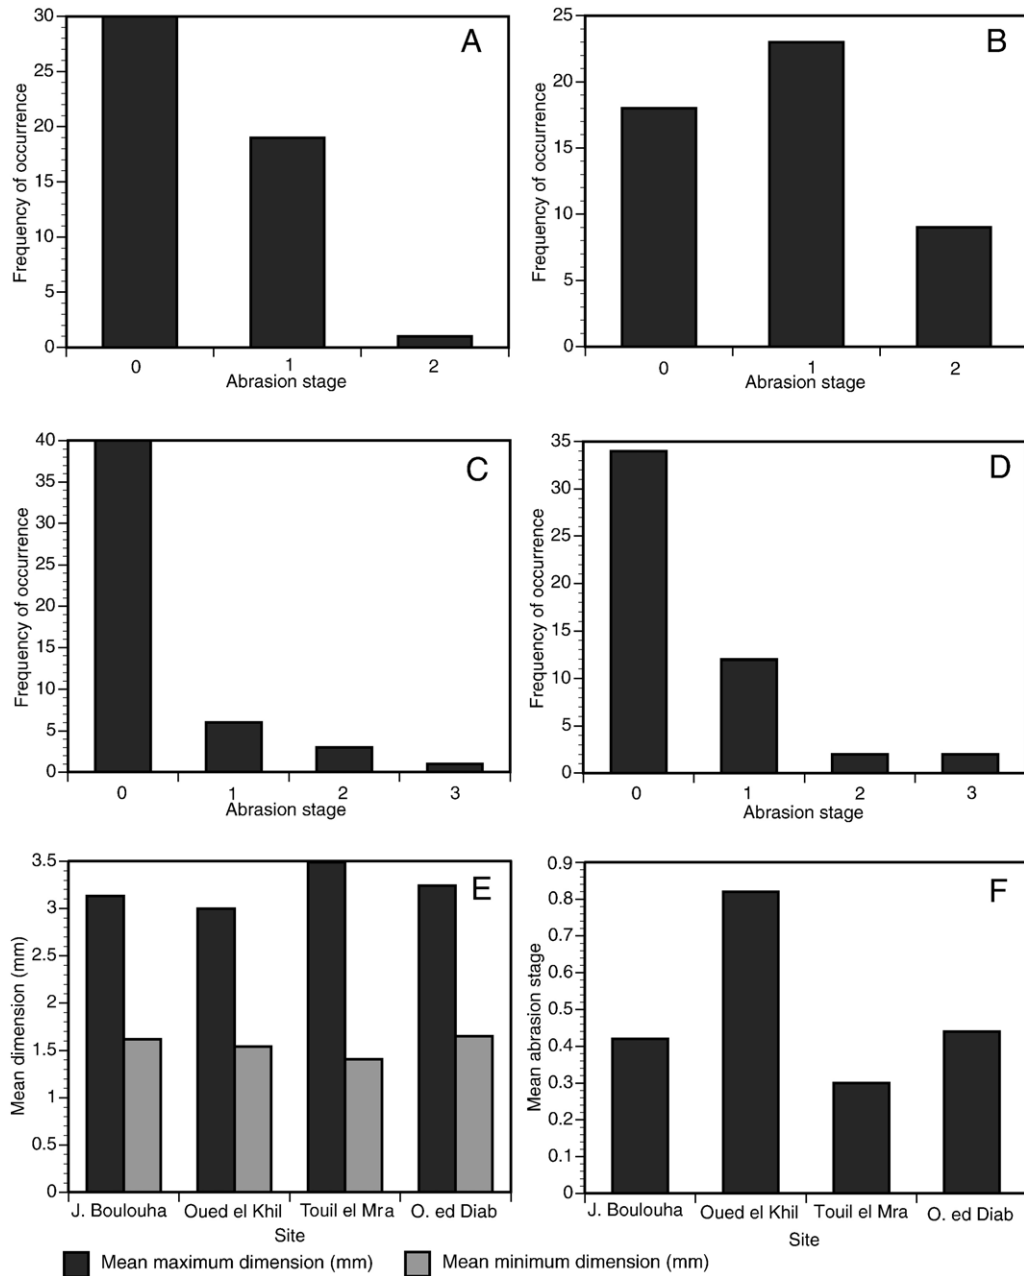 A
Frequency of occurrence
30
25
20
15
10
5
0
0 1 2
Abrasion stage
B
Frequency of occurrence
25
20
15
10
5
0
0 1 2
Abrasion stage
C
Frequency of occurrence
40
35
30
25
20
15
10
5
0
0 1 2 3
Abrasion stage
D
Frequency of occurrence
35
30
25
20
15
10
5
0
0 1 2 3
Abrasion stage
E
Mean dimension (mm)
3.5
3
2.5
2
1.5
1
0.5
0
J. Boulouha Oued el Khil Touil el Mra O. ed Diab
Site
F
Mean abrasion stage
0.9
0.8
0.7
0.6
0.5
0.4
0.3
0.2
0.1
0
J. Boulouha Oued el Khil Touil el Mra O. ed Diab
Site
Mean maximum dimension (mm) Mean minimum dimension (mm)